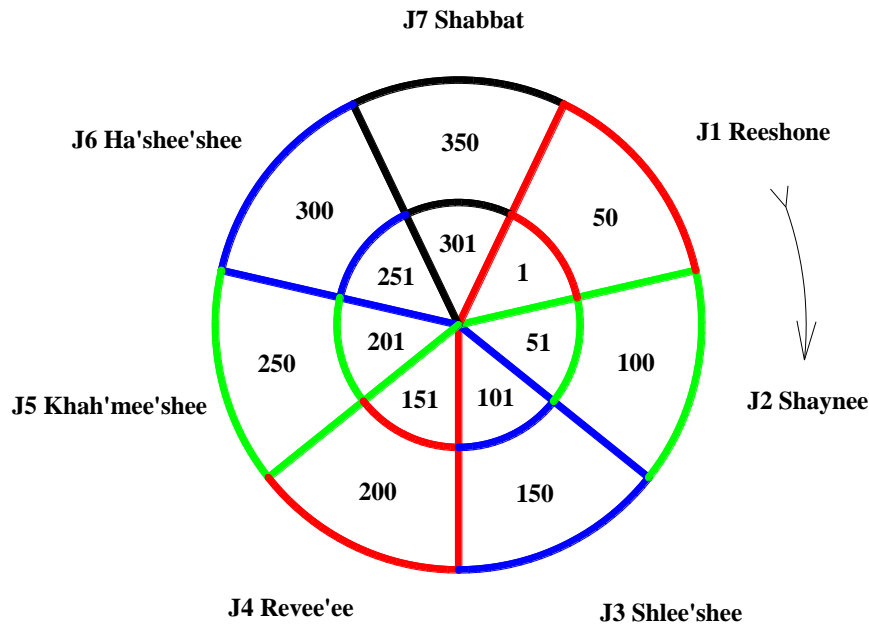 J7 Shabbat
J6 Ha'shee'shee
J1 Reeshone
350
300
50
301
251
1
201
51
250
100
151
101
J5 Khah'mee'shee
J2 Shaynee
200
150
J4 Revee'ee
J3 Shlee'shee